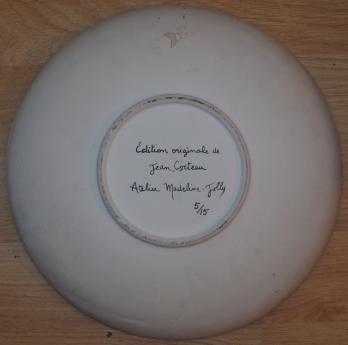 Édition originale de
Jean Cocteau
Atelier Madeline-Jolly
5/15